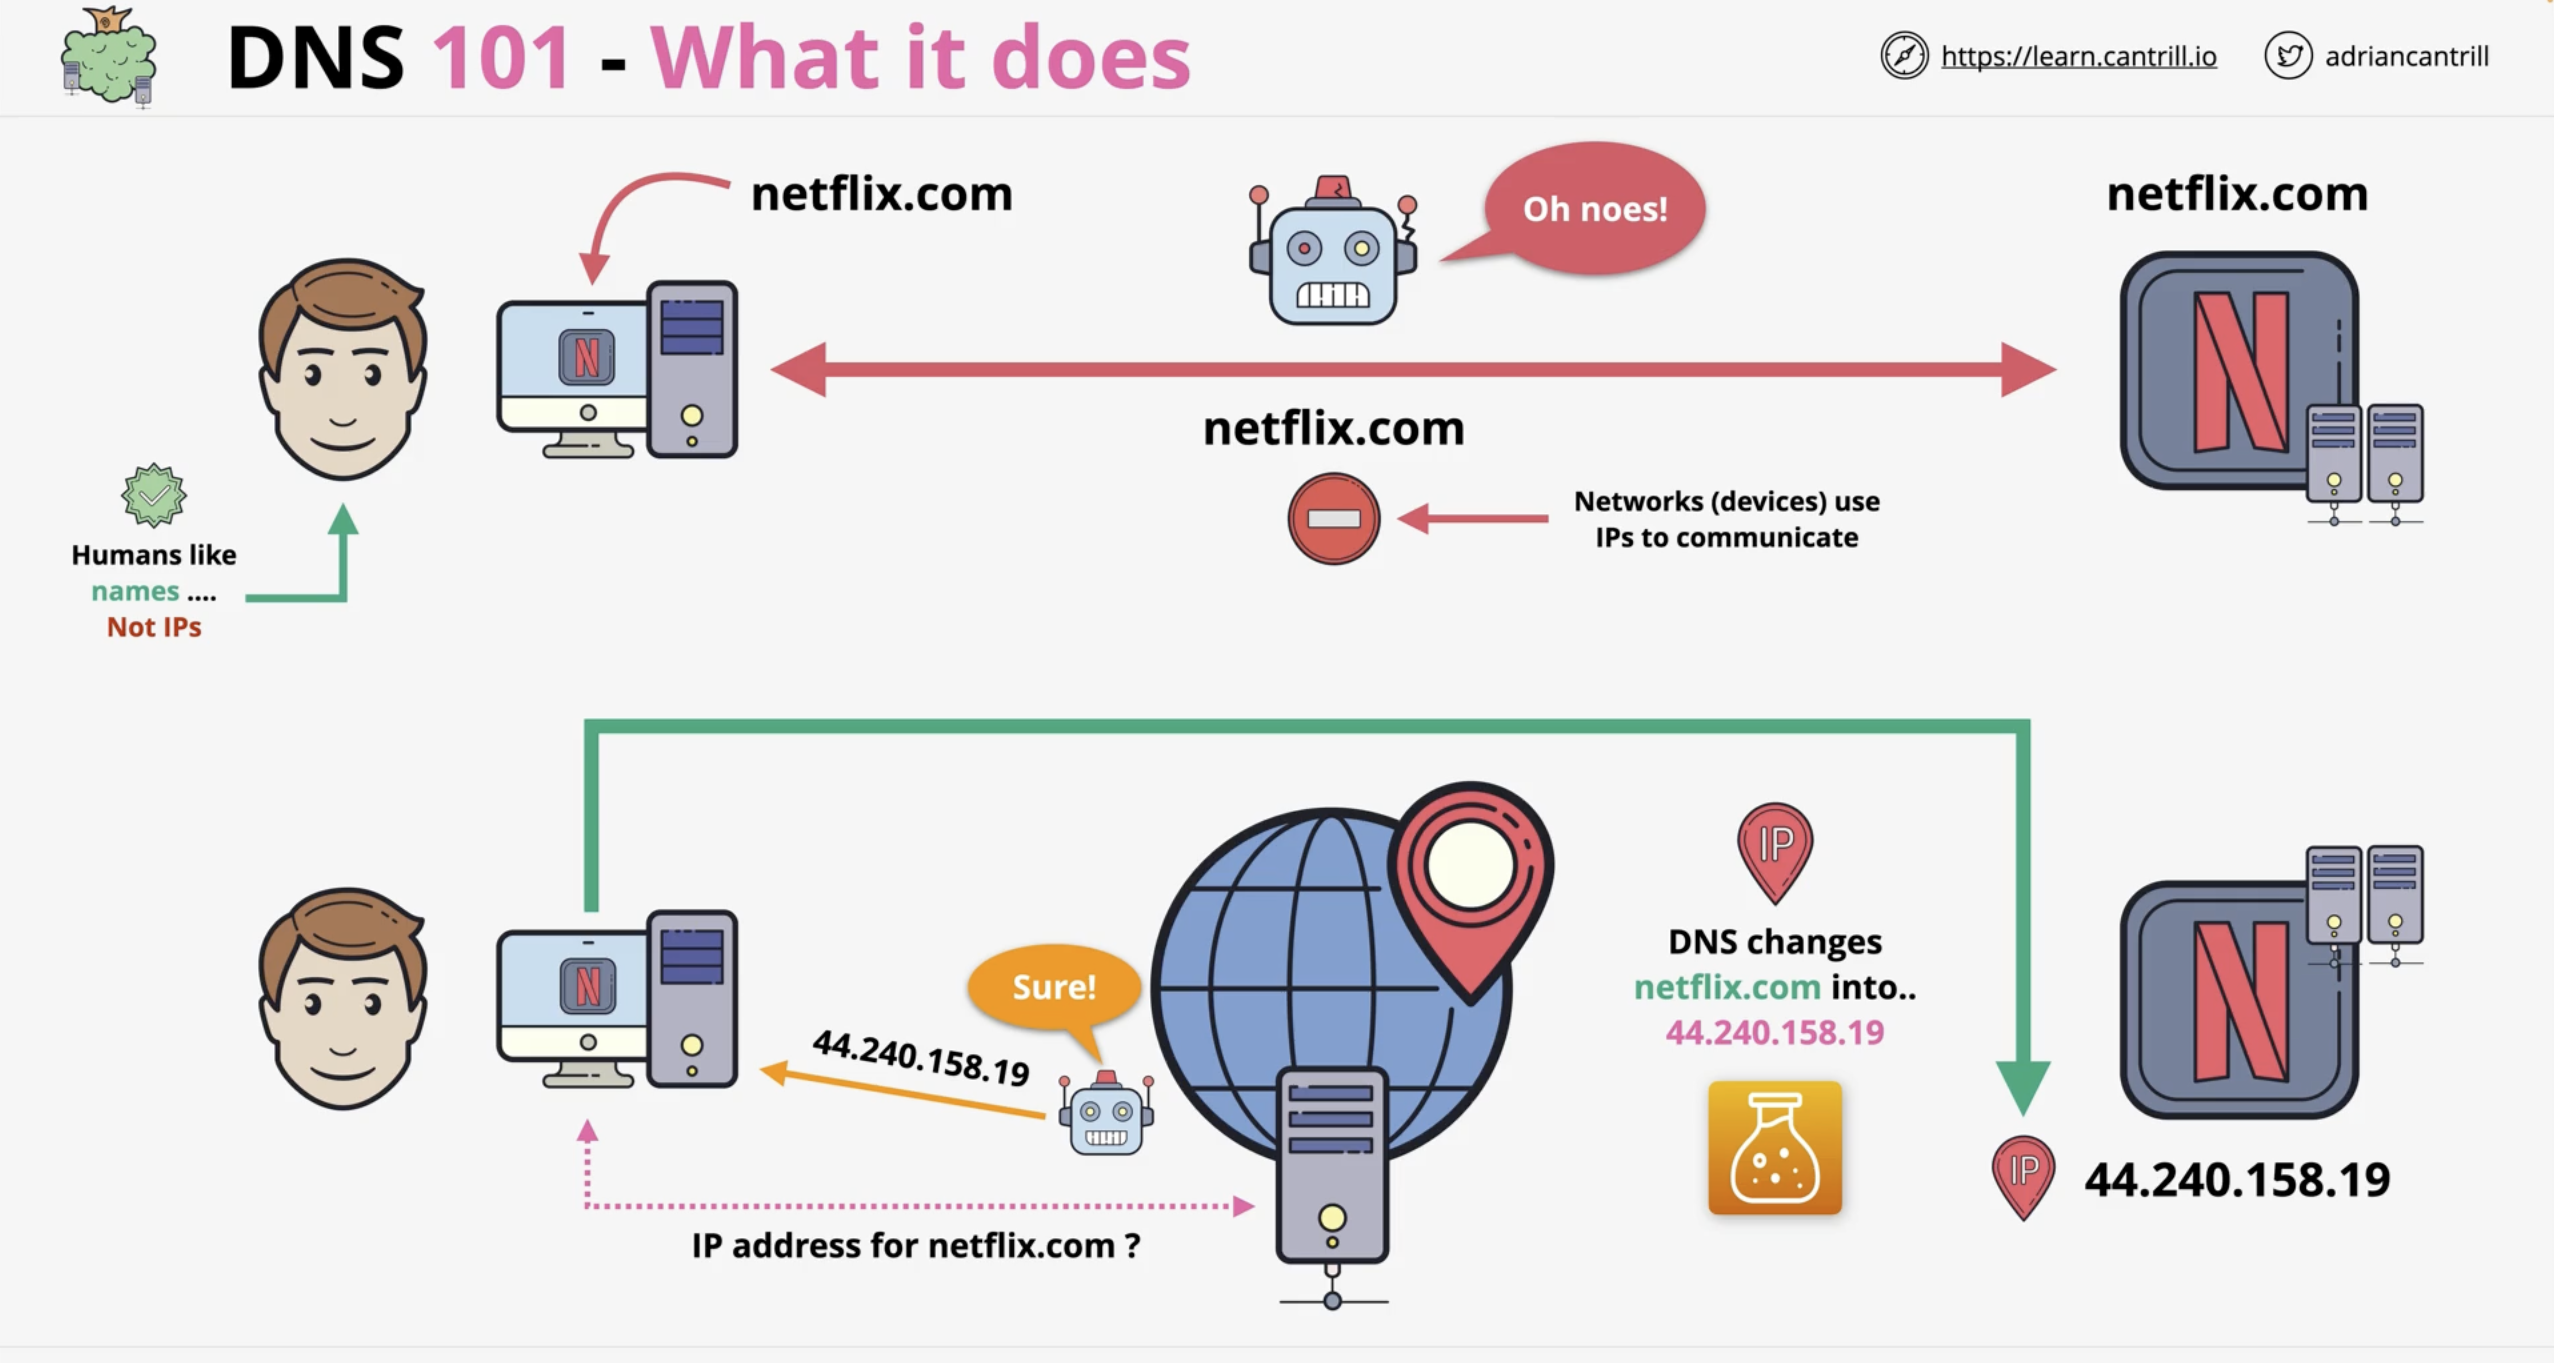 DNS 101 - What it does
https://learn.cantrill.io
adriancantrill
netflix.com
Oh noes!
netflix.com
N
N
netflix.com
Networks (devices) use
IPs to communicate
Humans like
names ....
Not IPs
IP
DNS changes
netflix.com into..
44.240.158.19
Sure!
44.240.158.19
N
N
IP address for netflix.com ?
IP
44.240.158.19